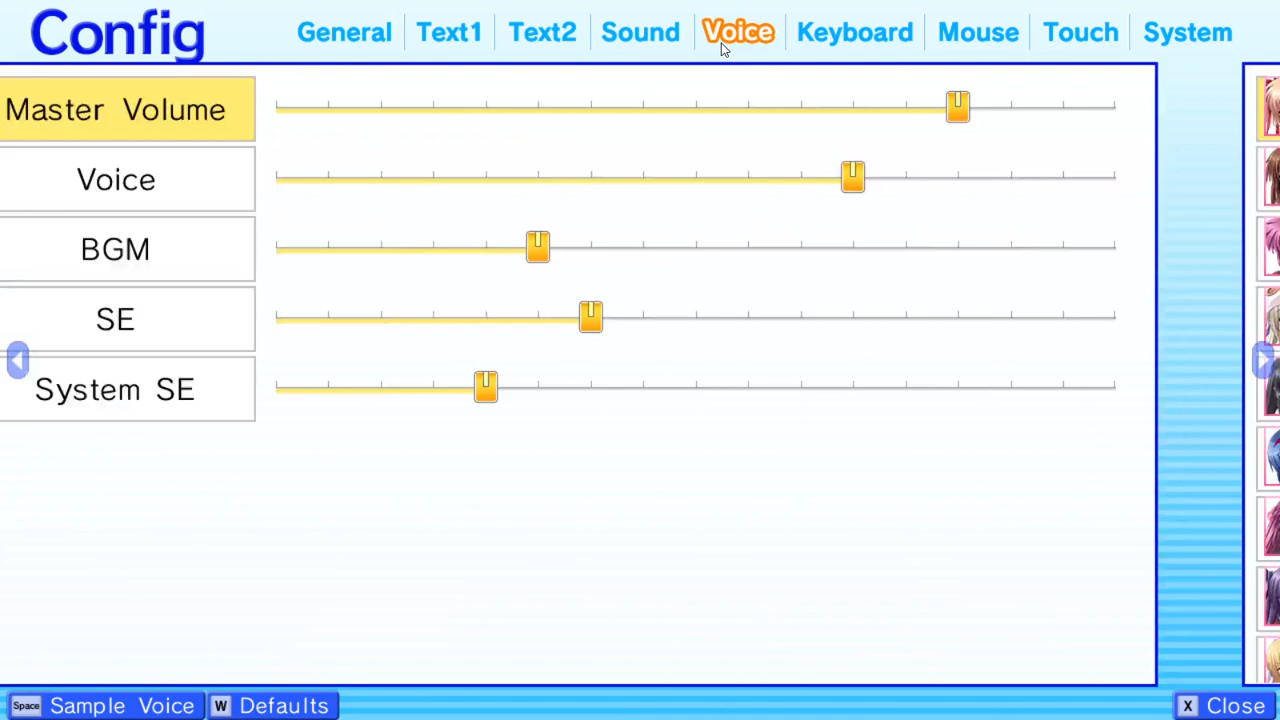 Config General Text1 Text2 Sound Voice Keyboard Mouse Touch System
Master Volume
Voice
BGM
SE
System SE
Space Sample Voice W Defaults X Close